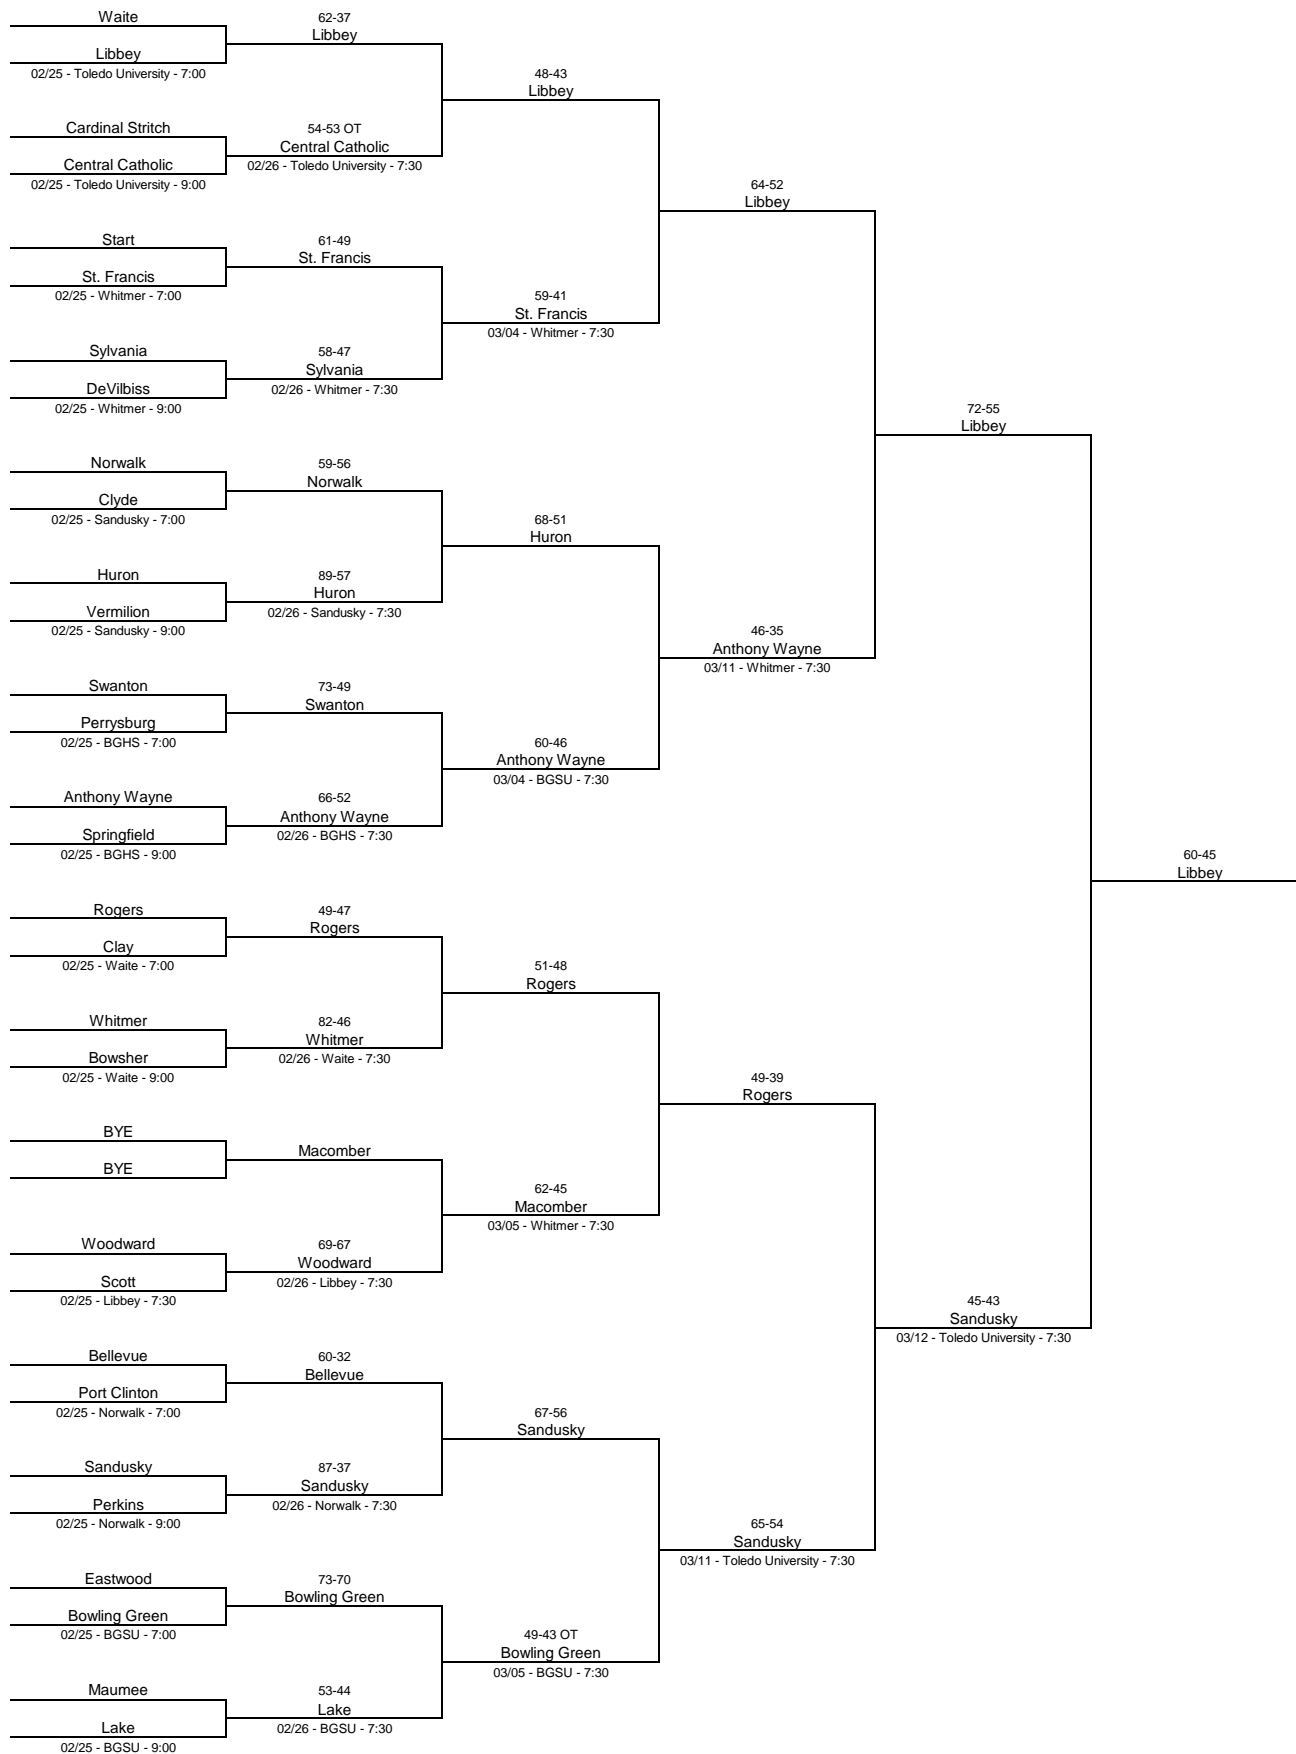 Waite
Libbey
02/25 - Toledo University - 7:00
62-37
Libbey
Cardinal Stritch
Central Catholic
02/25 - Toledo University - 9:00
54-53 OT
Central Catholic
02/26 - Toledo University - 7:30
48-43
Libbey
Start
St. Francis
02/25 - Whitmer - 7:00
61-49
St. Francis
Sylvania
DeVilbiss
02/25 - Whitmer - 9:00
58-47
Sylvania
02/26 - Whitmer - 7:30
59-41
St. Francis
03/04 - Whitmer - 7:30
64-52
Libbey
Norwalk
Clyde
02/25 - Sandusky - 7:00
59-56
Norwalk
Huron
Vermilion
02/25 - Sandusky - 9:00
89-57
Huron
02/26 - Sandusky - 7:30
68-51
Huron
Swanton
Perrysburg
02/25 - BGHS - 7:00
73-49
Swanton
Anthony Wayne
Springfield
02/25 - BGHS - 9:00
66-52
Anthony Wayne
02/26 - BGHS - 7:30
60-46
Anthony Wayne
03/04 - BGSU - 7:30
46-35
Anthony Wayne
03/11 - Whitmer - 7:30
72-55
Libbey
Rogers
Clay
02/25 - Waite - 7:00
49-47
Rogers
Whitmer
Bowsher
02/25 - Waite - 9:00
82-46
Whitmer
02/26 - Waite - 7:30
51-48
Rogers
BYE
BYE
Macomber
Woodward
Scott
02/25 - Libbey - 7:30
69-67
Woodward
02/26 - Libbey - 7:30
62-45
Macomber
03/05 - Whitmer - 7:30
49-39
Rogers
Bellevue
Port Clinton
02/25 - Norwalk - 7:00
60-32
Bellevue
Sandusky
Perkins
02/25 - Norwalk - 9:00
87-37
Sandusky
02/26 - Norwalk - 7:30
67-56
Sandusky
Eastwood
Bowling Green
02/25 - BGSU - 7:00
73-70
Bowling Green
Maumee
Lake
02/25 - BGSU - 9:00
53-44
Lake
02/26 - BGSU - 7:30
49-43 OT
Bowling Green
03/05 - BGSU - 7:30
65-54
Sandusky
03/11 - Toledo University - 7:30
45-43
Sandusky
03/12 - Toledo University - 7:30
60-45
Libbey